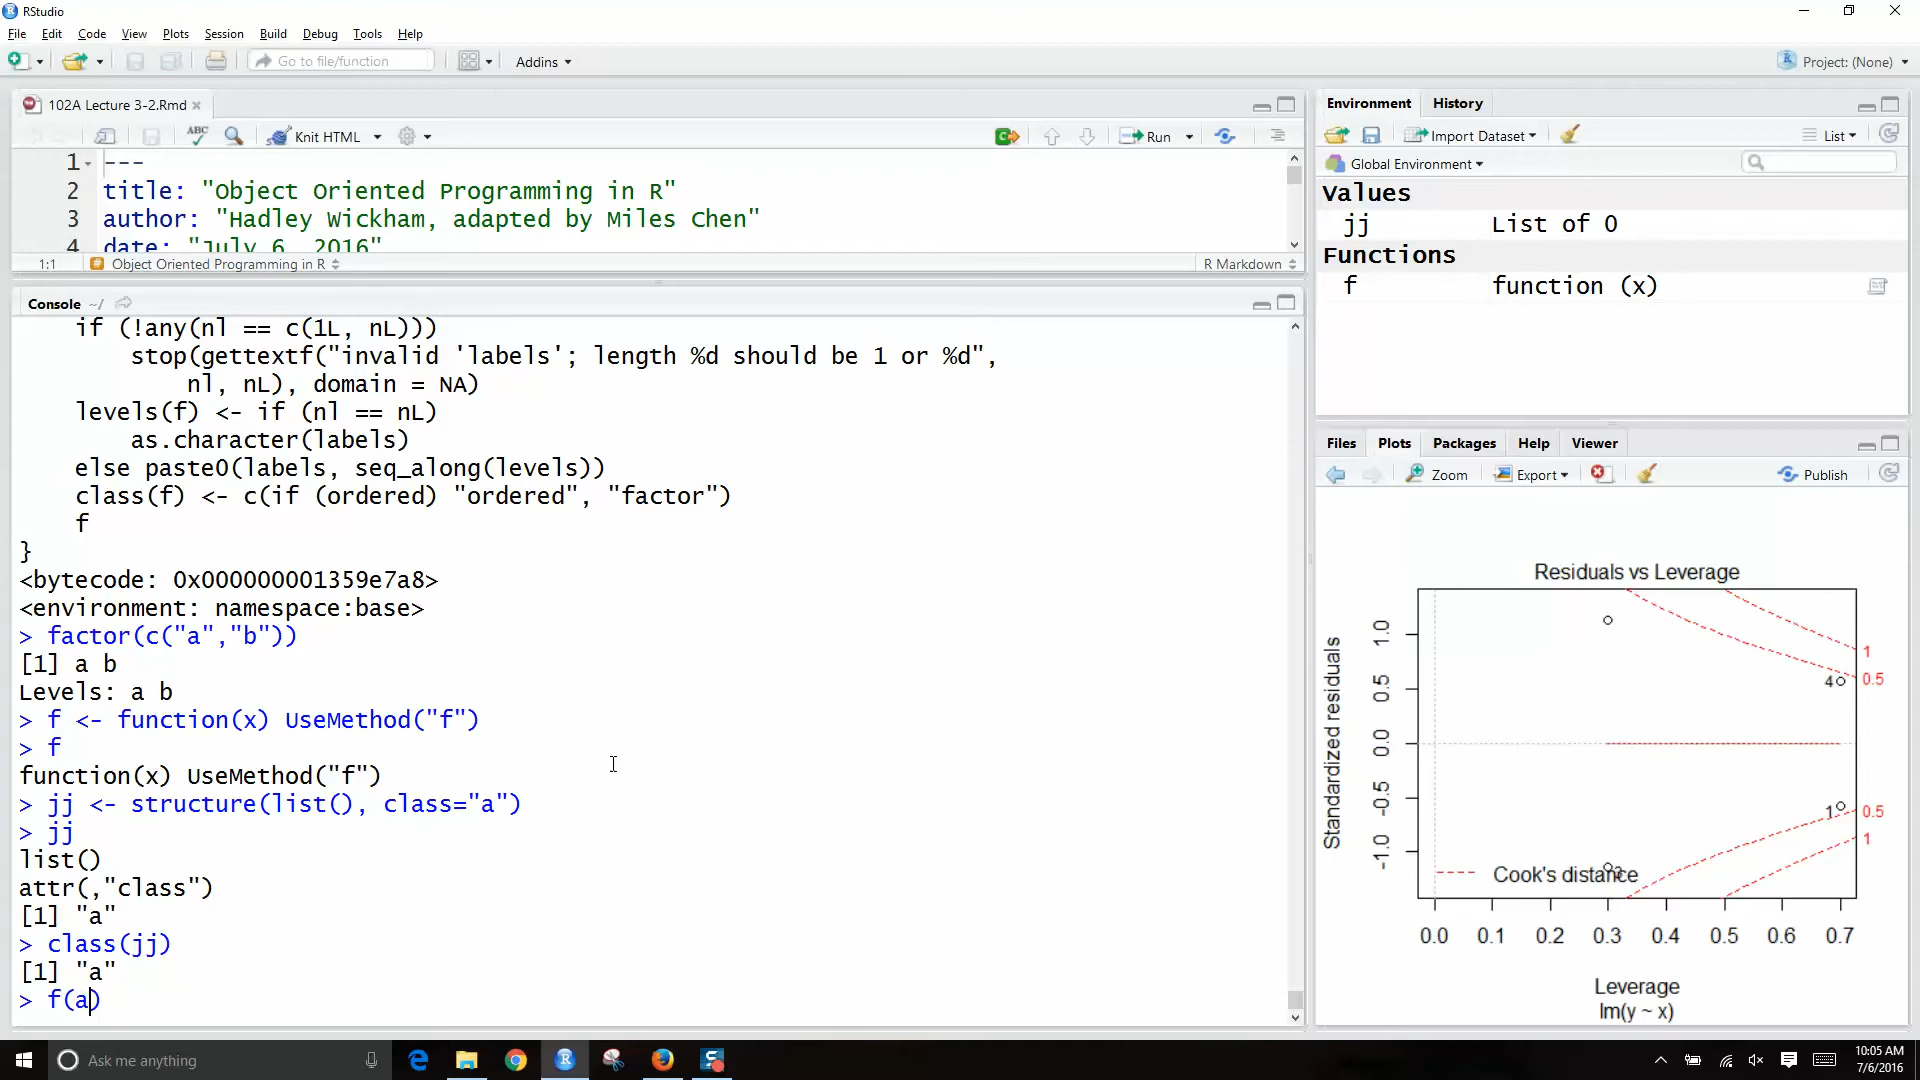 RStudio
File Edit Code View Plots Session Build Debug Tools Help
Go to file/function Addins Project: (None)
102A Lecture 3-2.Rmd
ABC Knit HTML Run
1 ---
2 title: "Object Oriented Programming in R"
3 author: "Hadley Wickham, adapted by Miles Chen"
4 date: "July 6, 2016"
1:1 Object Oriented Programming in R R Markdown
Console ~/
if (!any(nl == c(1L, nL)))
stop(gettextf("invalid 'labels'; length %d should be 1 or %d",
nl, nL), domain = NA)
levels(f) <- if (nl == nL)
as.character(labels)
else paste0(labels, seq_along(levels))
class(f) <- c(if (ordered) "ordered", "factor")
f
}
<bytecode: 0x000000001359e7a8>
<environment: namespace:base>
> factor(c("a","b"))
[1] a b
Levels: a b
> f <- function(x) UseMethod("f")
> f
function(x) UseMethod("f")
> jj <- structure(list(), class="a")
> jj
list()
attr(,"class")
[1] "a"
> class(jj)
[1] "a"
> f(a)
Environment History
Import Dataset List
Global Environment
Values
jj List of 0
Functions
f function (x)
Files Plots Packages Help Viewer
Zoom Export Publish
Residuals vs Leverage
Standardized residuals
1.0
0.5
0.0
-0.5
-1.0
1
4 0.5
1 0.5
1
Cook's distance
0.0 0.1 0.2 0.3 0.4 0.5 0.6 0.7
Leverage
lm(y ~ x)
Ask me anything
10:05 AM
7/6/2016